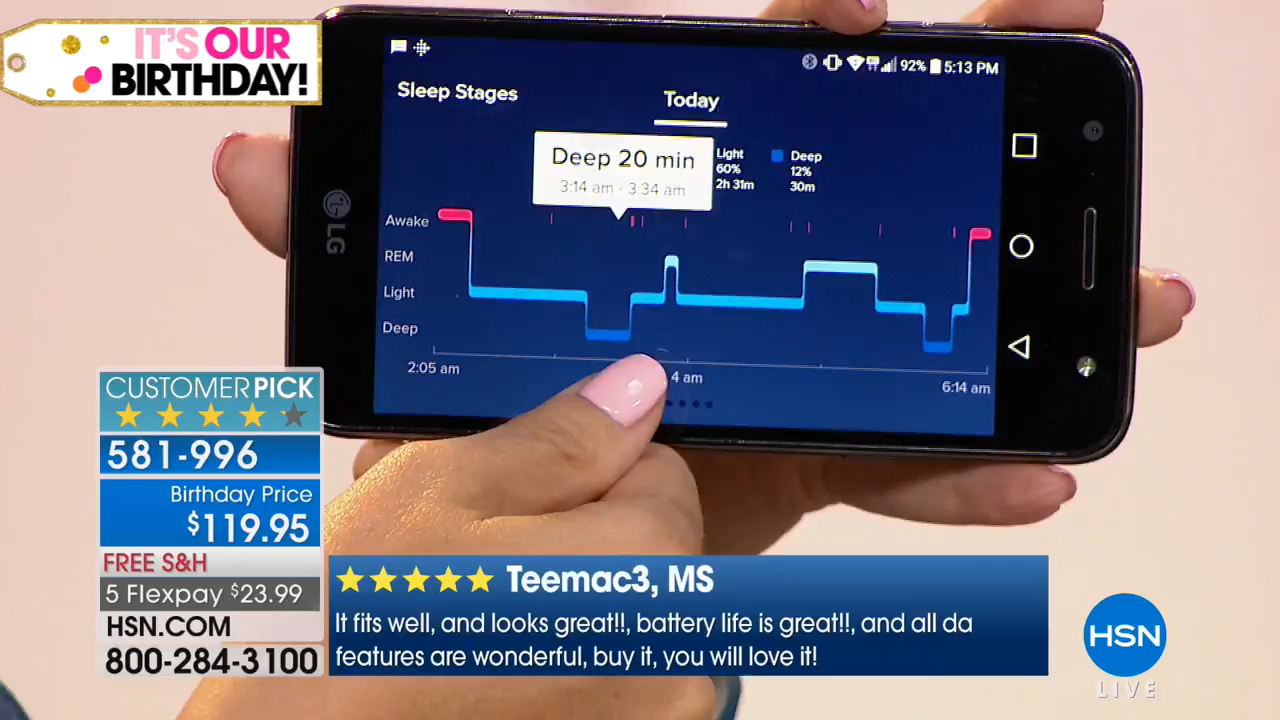 IT'S OUR
BIRTHDAY!
92% 5:13 PM
Sleep Stages
Today
Deep 20 min
3:14 am - 3:34 am
Light
60%
2h 31m
Deep
12%
30m
Awake
REM
Light
Deep
2:05 am
4 am
6:14 am
LG
CUSTOMER PICK
581-996
Birthday Price
$119.95
FREE S&H
5 Flexpay $23.99
HSN.COM
800-284-3100
Teemac3, MS
It fits well, and looks great!!, battery life is great!!, and all da
features are wonderful, buy it, you will love it!
HSN
LIVE